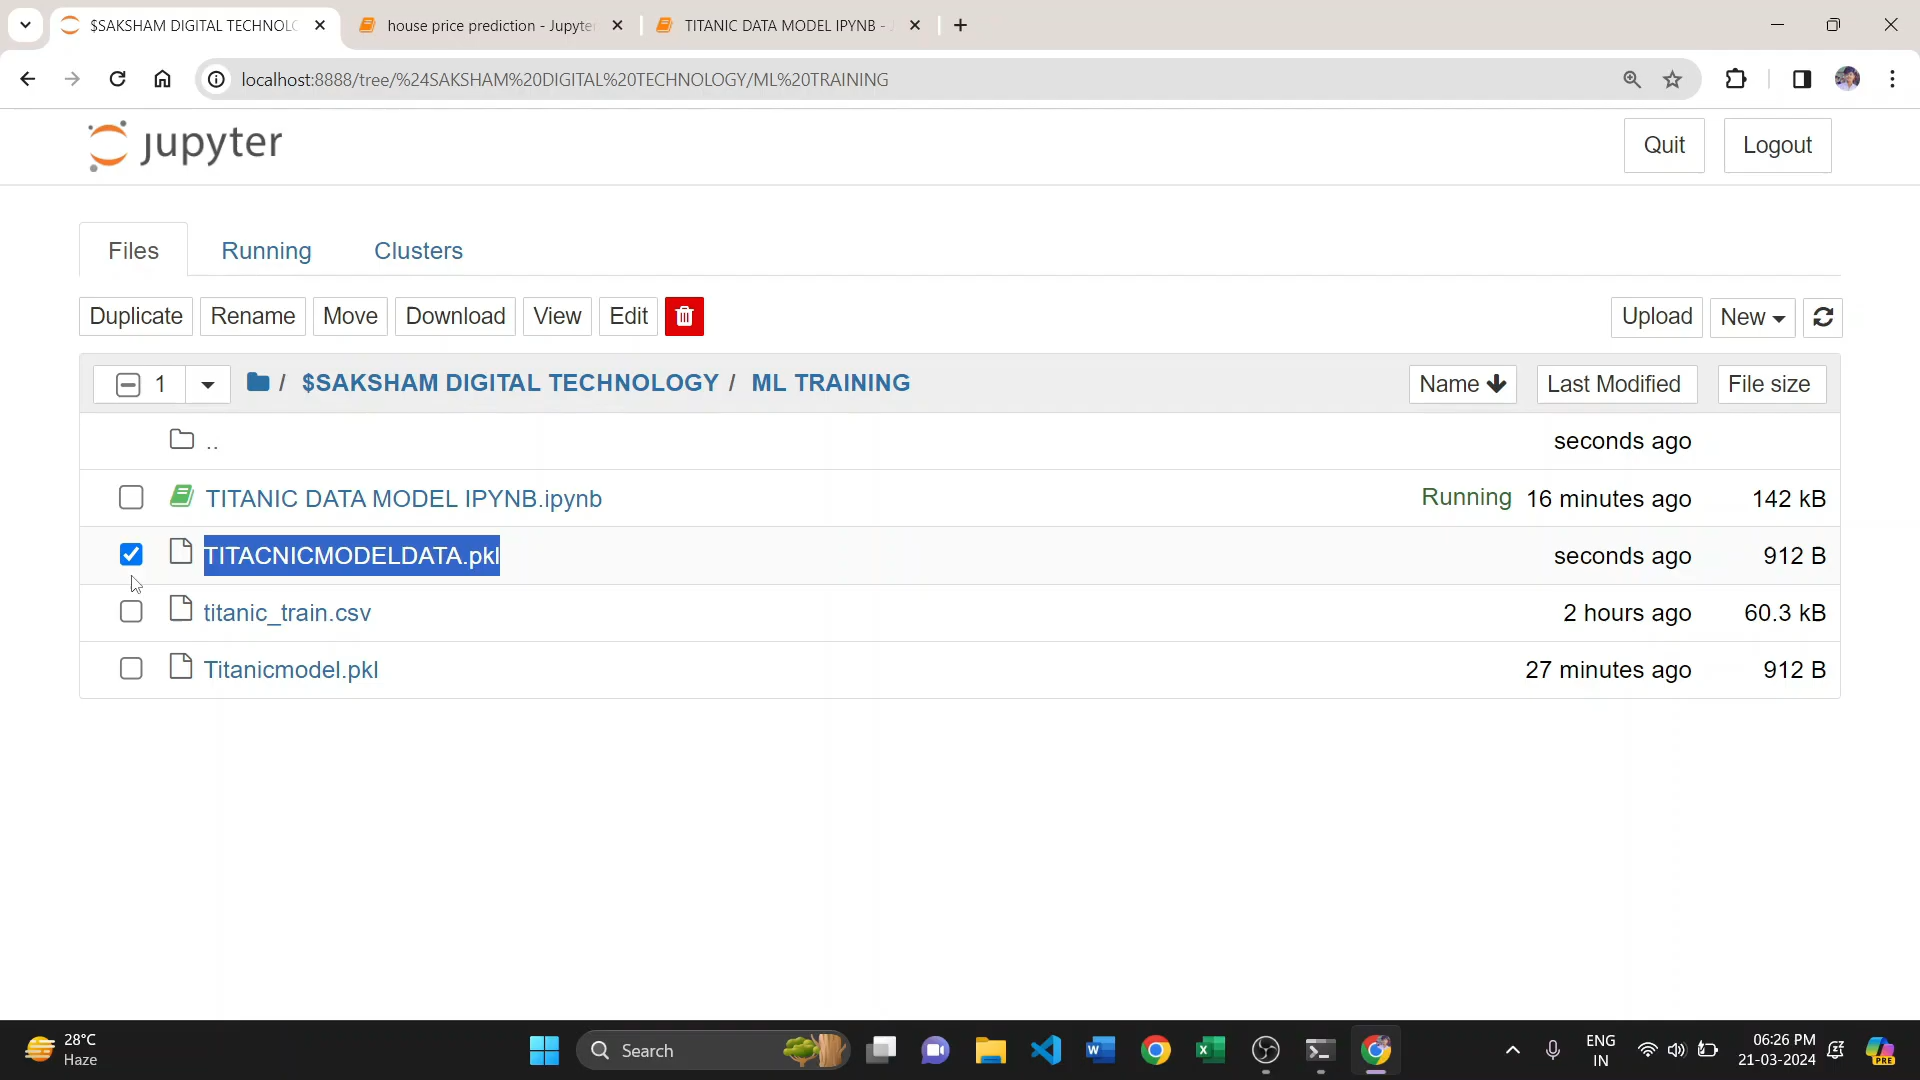 $SAKSHAM DIGITAL TECHNOLO
house price prediction - Jupyter
TITANIC DATA MODEL IPYNB -
localhost:8888/tree/%24SAKSHAM%20DIGITAL%20TECHNOLOGY/ML%20TRAINING
jupyter
Quit
Logout
Files
Running
Clusters
Duplicate
Rename
Move
Download
View
Edit
Upload
New
1
/ $SAKSHAM DIGITAL TECHNOLOGY / ML TRAINING
Name
Last Modified
File size
..
seconds ago
TITANIC DATA MODEL IPYNB.ipynb
Running 16 minutes ago 142 kB
TITACNICMODELDATA.pkl
seconds ago 912 B
titanic_train.csv
2 hours ago 60.3 kB
Titanicmodel.pkl
27 minutes ago 912 B
28°C
Haze
Search
ENG
IN
06:26 PM
21-03-2024
PRE